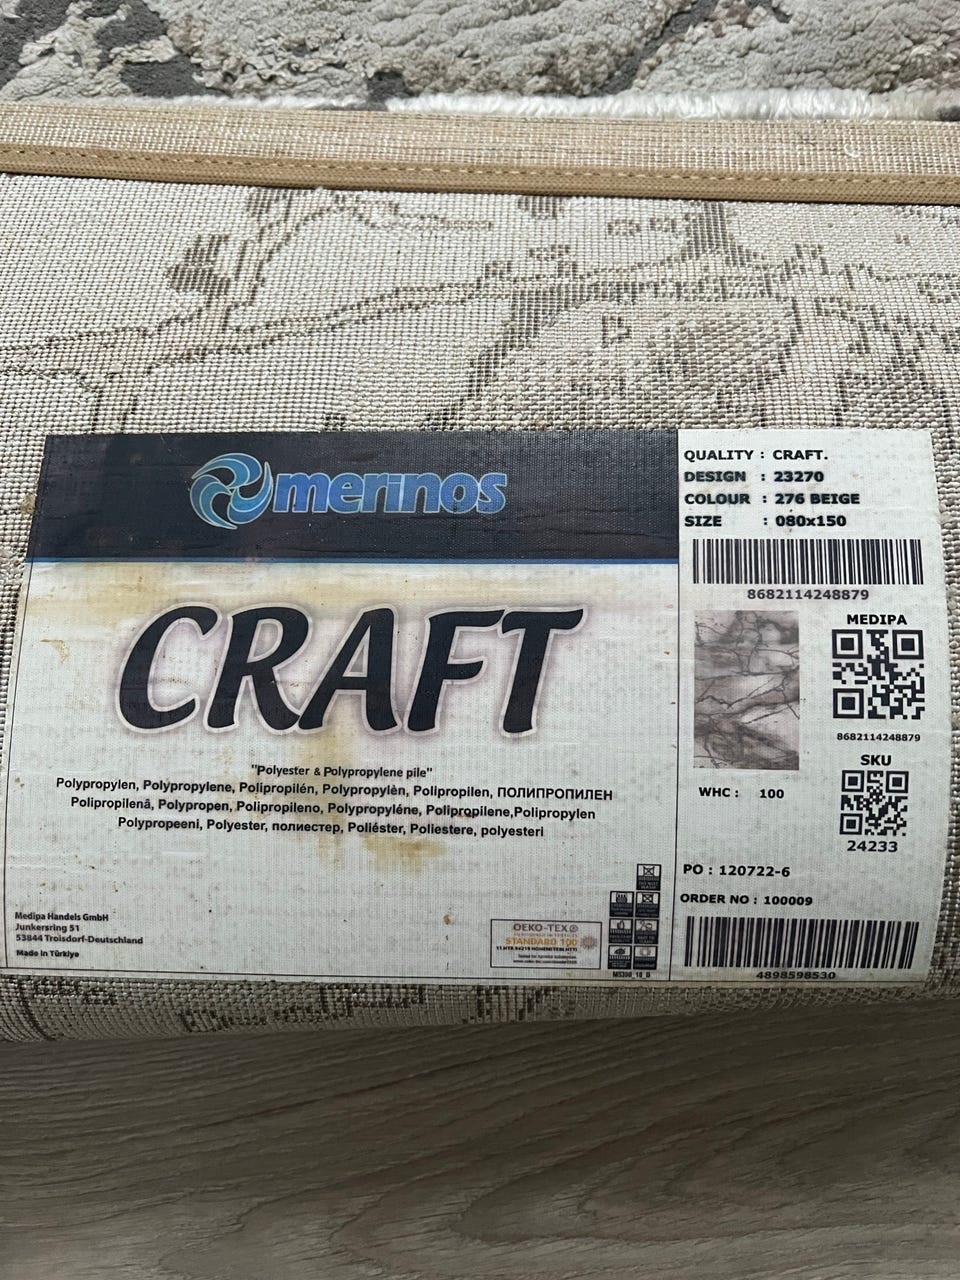 merinos
CRAFT
"Polyester & Polypropylene pile"
Polypropylen, Polypropylene, Polipropilén, Polypropylèn, Polipropilen, ПОЛИПРОПИЛЕН
Polipropilenă, Polypropen, Polipropileno, Polypropyléne, Polipropilene,Polipropylen
Polypropeeni, Polyester, полиестер, Poliéster, Poliestere, polyesteri
Medipa Handels GmbH
Junkersring 51
53844 Troisdorf-Deutschland
Made in Türkiye
OEKO-TEX
STANDARD 100
QUALITY : CRAFT.
DESIGN : 23270
COLOUR : 276 BEIGE
SIZE : 080x150
8682114248879
MEDIPA
8682114248879
SKU
24233
WHC : 100
PO : 120722-6
ORDER NO : 100009
4898598530